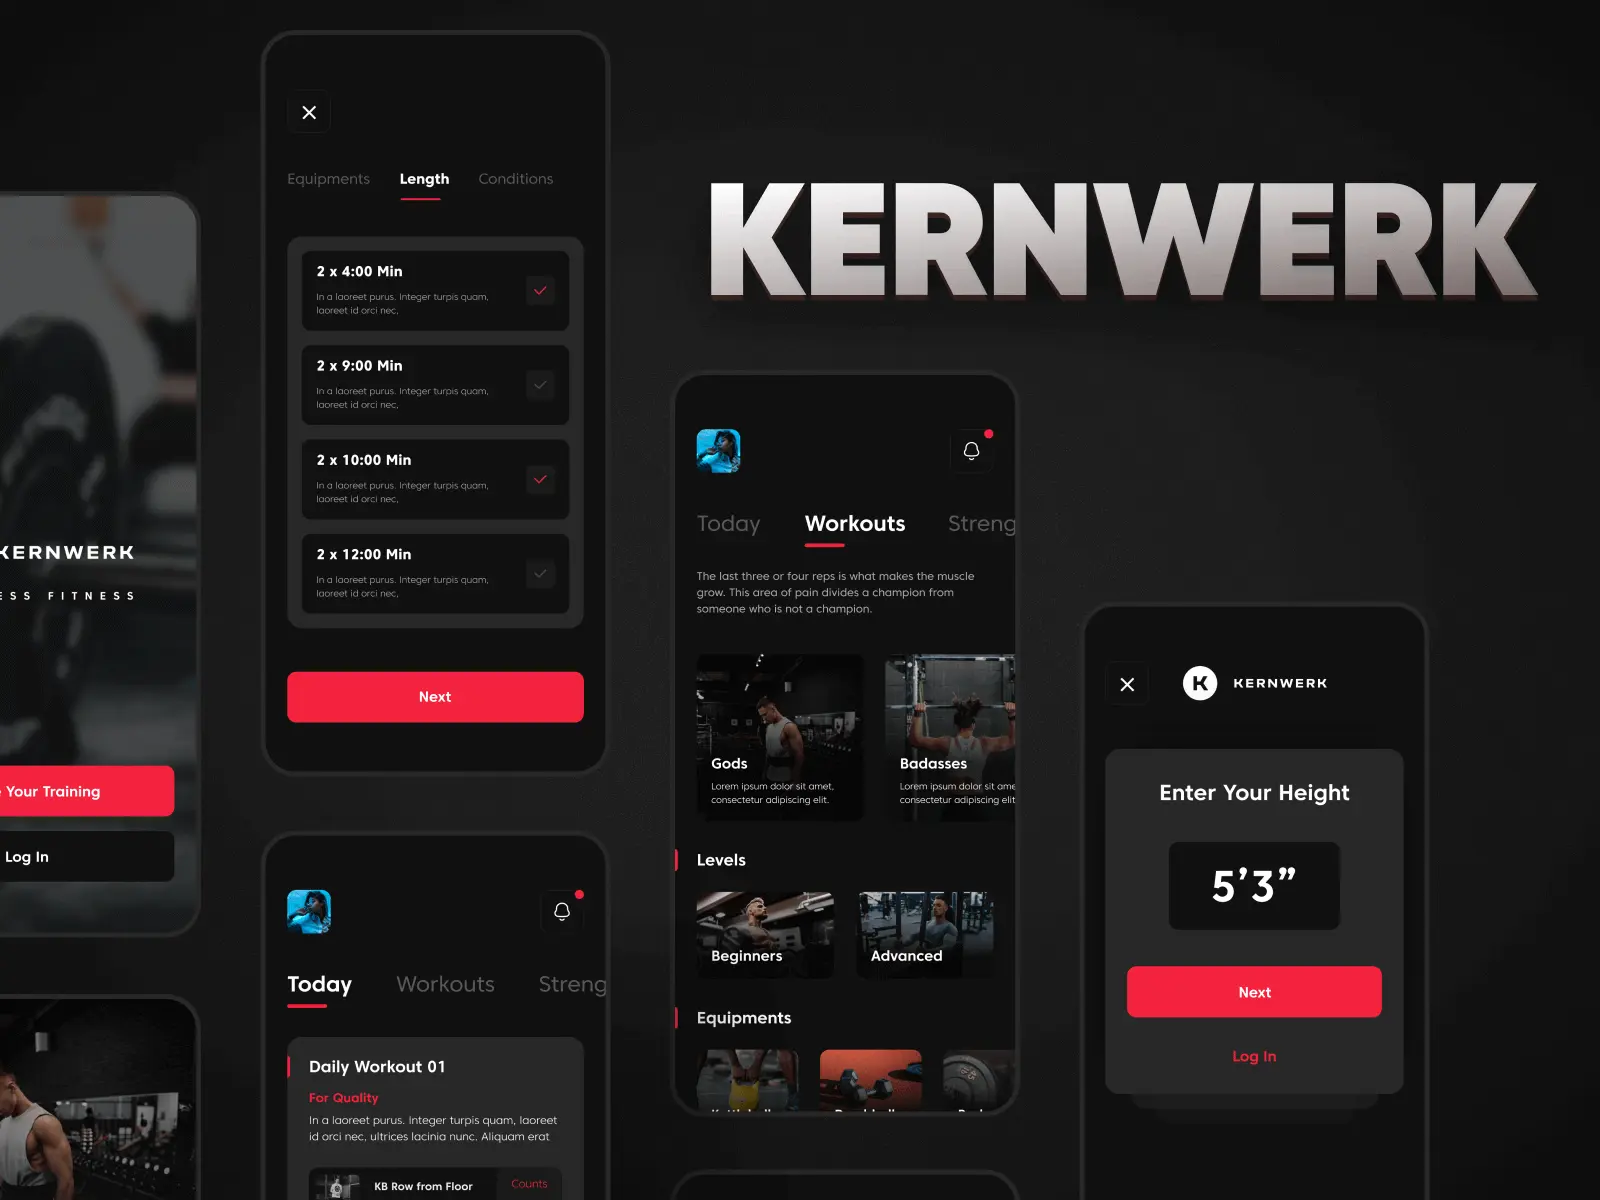 KERNWERK
KERNWERK
ESS FITNESS
Your Training
Log In
Equipments Length Conditions
2 x 4:00 Min
In a laoreet purus. Integer turpis quam,
laoreet id orci nec,
2 x 9:00 Min
In a laoreet purus. Integer turpis quam,
laoreet id orci nec,
2 x 10:00 Min
In a laoreet purus. Integer turpis quam,
laoreet id orci nec,
2 x 12:00 Min
In a laoreet purus. Integer turpis quam,
laoreet id orci nec,
Next
Today Workouts Streng
Daily Workout 01
For Quality
In a laoreet purus. Integer turpis quam, laoreet
id orci nec, ultrices lacinia nunc. Aliquam erat
KB Row from Floor
Counts
Today Workouts Streng
The last three or four reps is what makes the muscle
grow. This area of pain divides a champion from
someone who is not a champion.
Gods
Lorem ipsum dolor sit amet,
consectetur adipiscing elit.
Badasses
Lorem ipsum dolor sit ame
consectetur adipiscing elit
Levels
Beginners
Advanced
Equipments
K KERNWERK
Enter Your Height
5’3”
Next
Log In